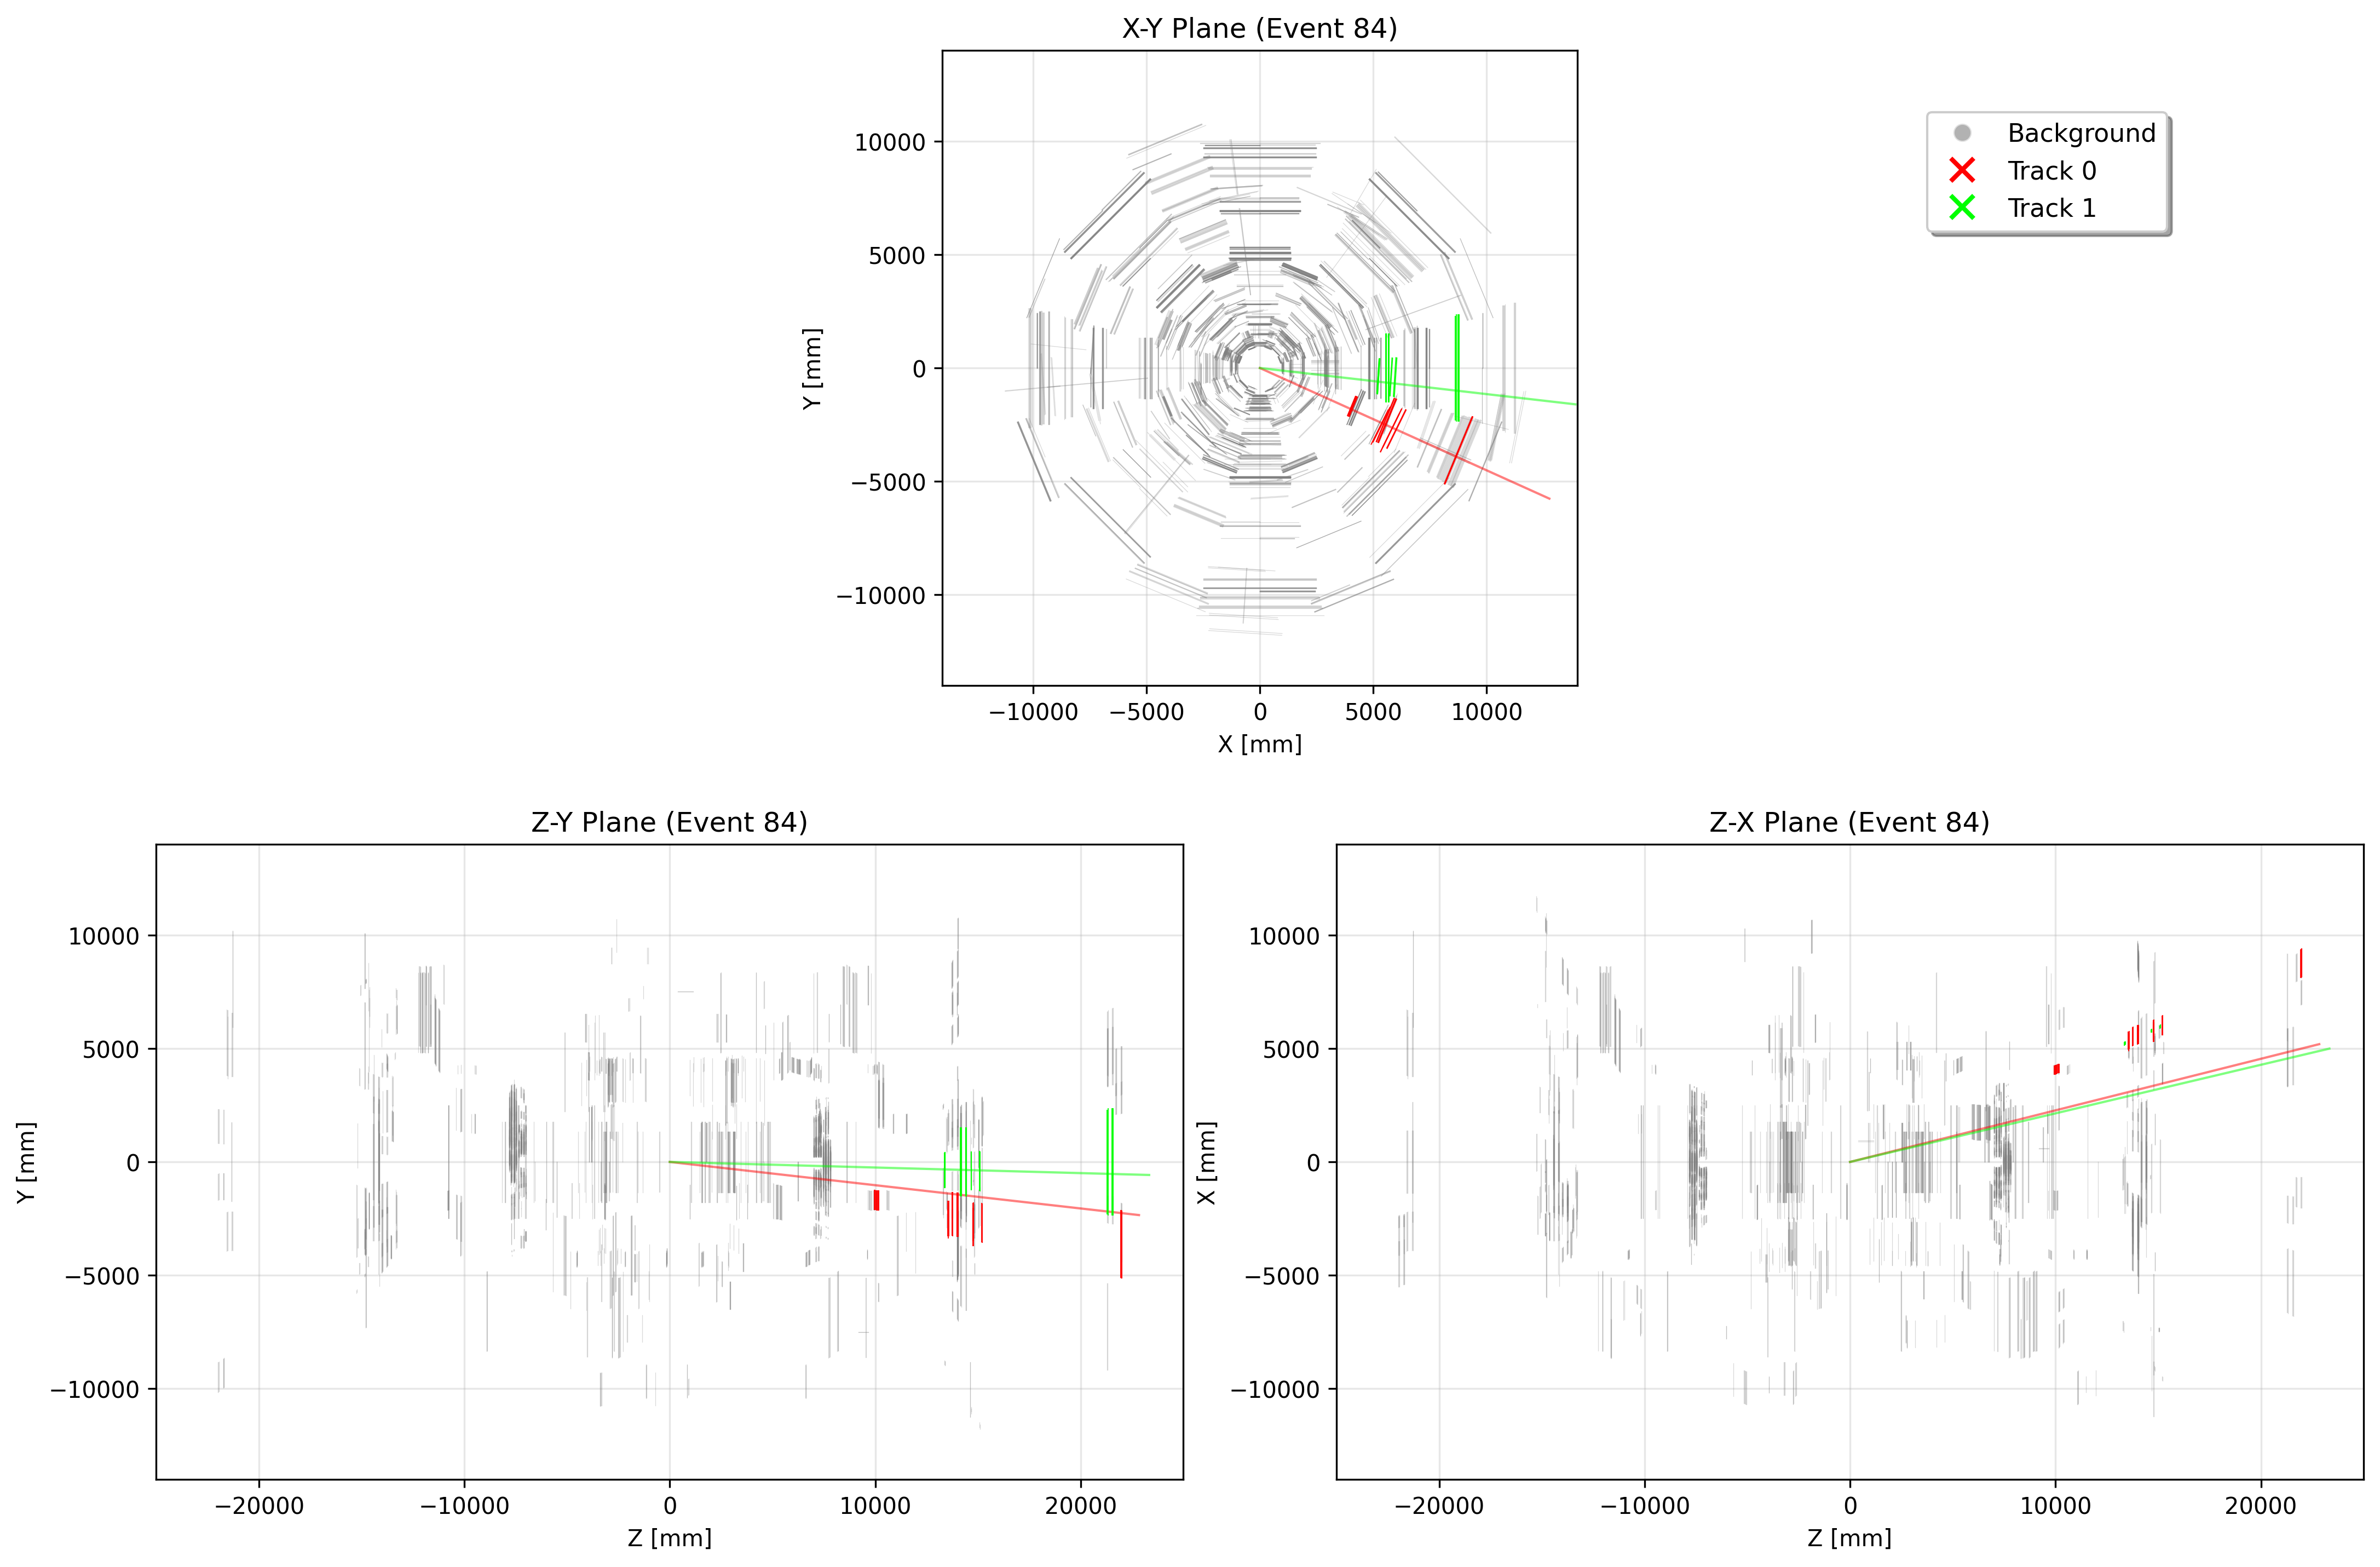 X-Y Plane (Event 84)
Background
Track 0
Track 1
10000
5000
0
−5000
−10000
Y [mm]
−10000 −5000 0 5000 10000
X [mm]
Z-Y Plane (Event 84)
10000
5000
0
−5000
−10000
Y [mm]
−20000 −10000 0 10000 20000
Z [mm]
Z-X Plane (Event 84)
10000
5000
0
−5000
−10000
X [mm]
−20000 −10000 0 10000 20000
Z [mm]